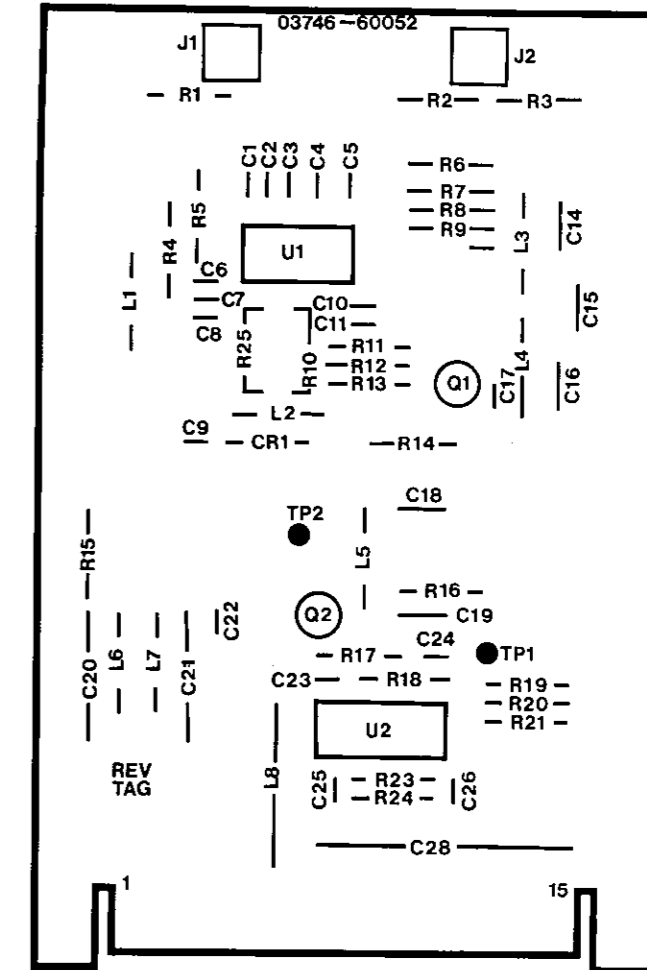 03746-60052
J1
J2
R1
R2
R3
C1
C2
C3
C4
C5
R6
R7
R8
R9
R5
R4
L3
C14
U1
L1
C6
C7
C8
C10
C11
C15
R25
R10
R11
R12
R13
Q1
C17
L4
C16
L2
C9
CR1
R14
C18
TP2
R15
L5
R16
Q2
C19
C22
C20
L6
L7
C21
C24
R17
TP1
C23
R18
R19
R20
R21
U2
REV
TAG
L8
C25
R23
R24
C26
C28
1
15